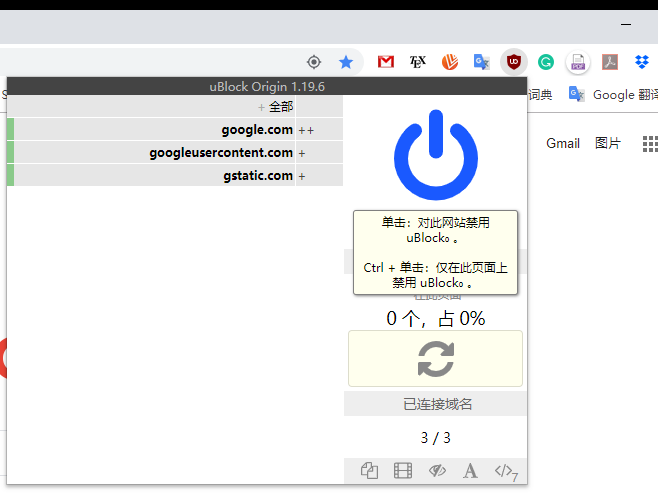 uBlock Origin 1.19.6
+ 全部
google.com ++
googleusercontent.com +
gstatic.com +
单击：对此网站禁用
uBlock₀ 。
Ctrl + 单击：仅在此页面上
禁用 uBlock₀ 。
在此页面
0 个，占 0%
已连接域名
3 / 3
A
</>7
词典
Google 翻译
Gmail
图片
TEX
PDF